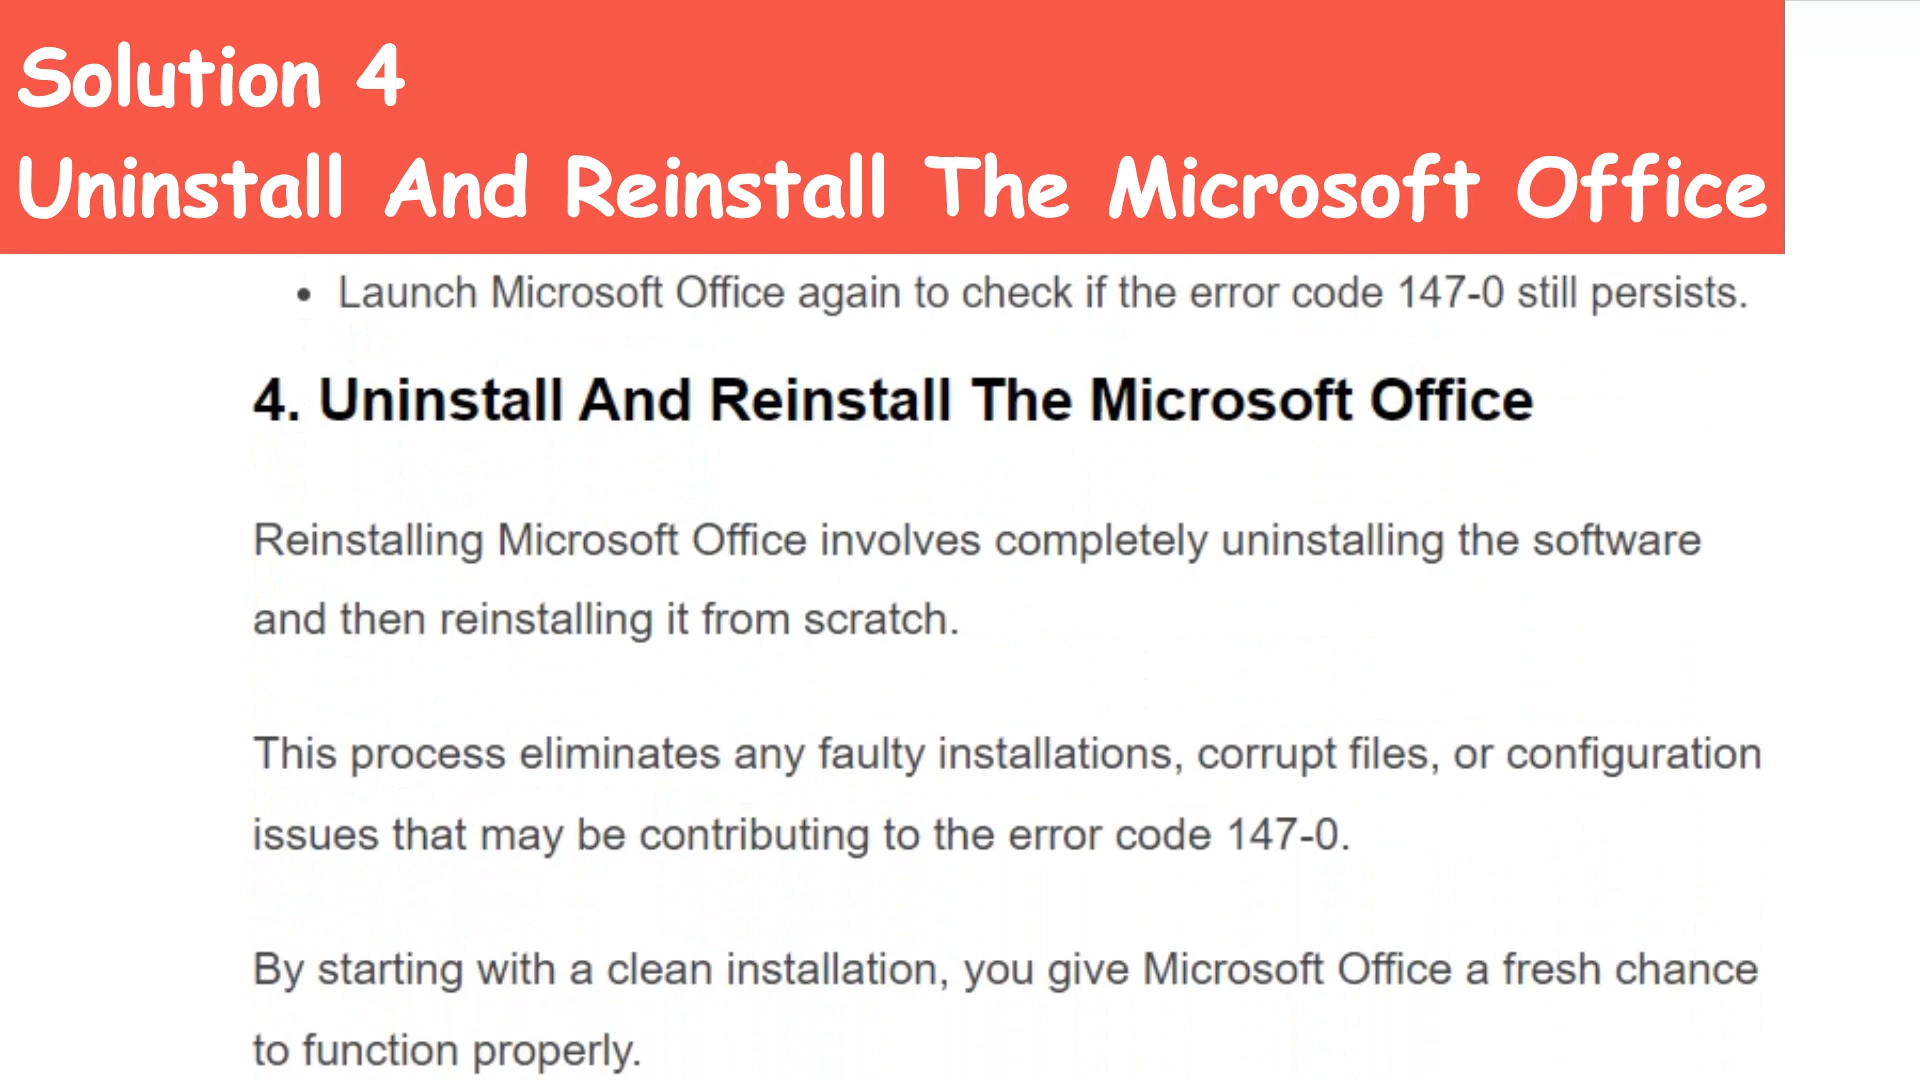 Solution 4
Uninstall And Reinstall The Microsoft Office
• Launch Microsoft Office again to check if the error code 147-0 still persists.
4. Uninstall And Reinstall The Microsoft Office
Reinstalling Microsoft Office involves completely uninstalling the software
and then reinstalling it from scratch.
This process eliminates any faulty installations, corrupt files, or configuration
issues that may be contributing to the error code 147-0.
By starting with a clean installation, you give Microsoft Office a fresh chance
to function properly.